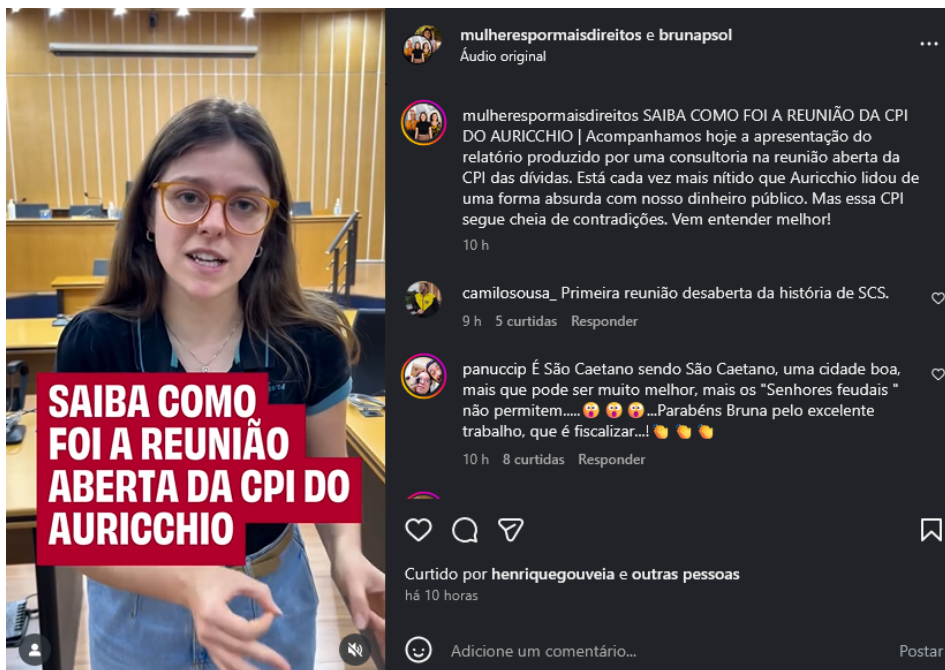 SAIBA COMO
FOI A REUNIÃO
ABERTA DA CPI DO
AURICCHIO
mulherespormaisdireitos e brunapsol
Áudio original
mulherespormaisdireitos SAIBA COMO FOI A REUNIÃO DA CPI
DO AURICCHIO | Acompanhamos hoje a apresentação do
relatório produzido por uma consultoria na reunião aberta da
CPI das dívidas. Está cada vez mais nítido que Auricchio lidou de
uma forma absurda com nosso dinheiro público. Mas essa CPI
segue cheia de contradições. Vem entender melhor!
10 h
camilosousa_ Primeira reunião desaberta da história de SCS.
9 h 5 curtidas Responder
panuccip É São Caetano sendo São Caetano, uma cidade boa,
mais que pode ser muito melhor, mais os "Senhores feudais "
não permitem..... 😲 😲 😲 ...Parabéns Bruna pelo excelente
trabalho, que é fiscalizar...! 👏 👏 👏
10 h 8 curtidas Responder
Curtido por henriquegouveia e outras pessoas
há 10 horas
Adicione um comentário...
Postar